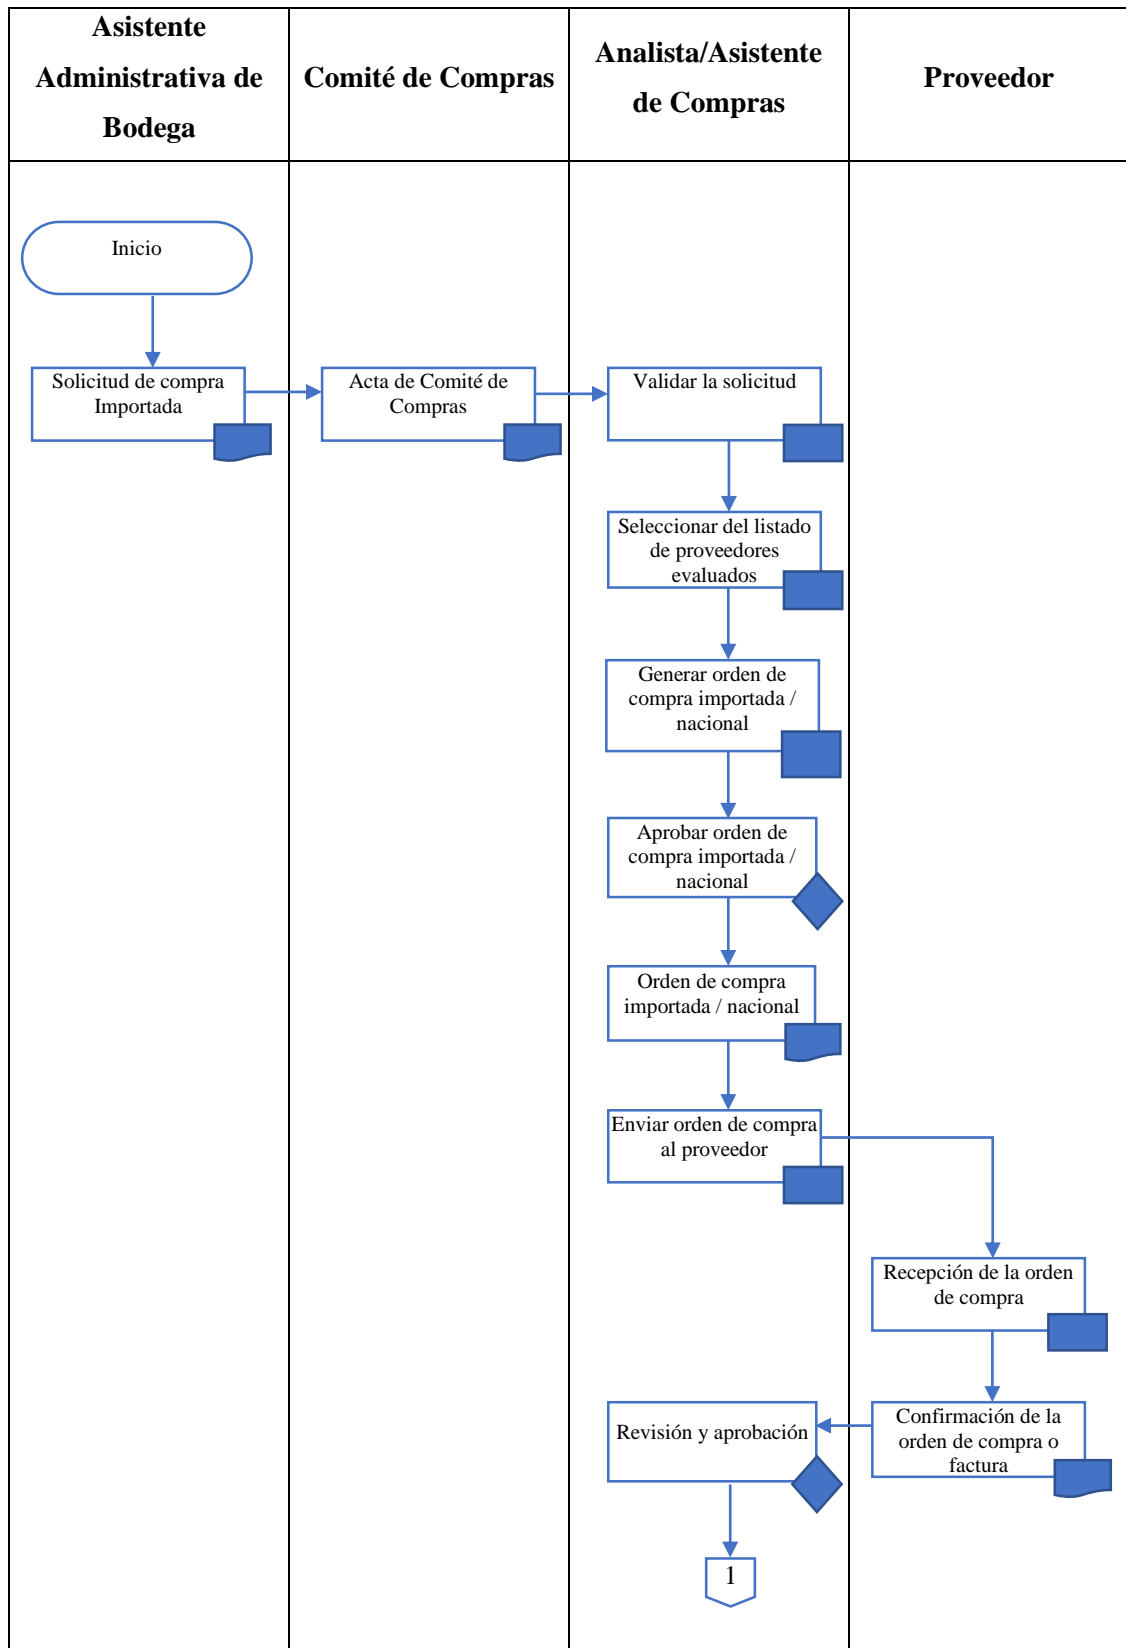 Asistente
Administrativa de
Bodega
Comité de Compras
Analista/Asistente
de Compras
Proveedor
Inicio
Solicitud de compra
Importada
Acta de Comité de
Compras
Validar la solicitud
Seleccionar del listado
de proveedores
evaluados
Generar orden de
compra importada /
nacional
Aprobar orden de
compra importada /
nacional
Orden de compra
importada / nacional
Enviar orden de compra
al proveedor
Recepción de la orden
de compra
Confirmación de la
orden de compra o
factura
Revisión y aprobación
1